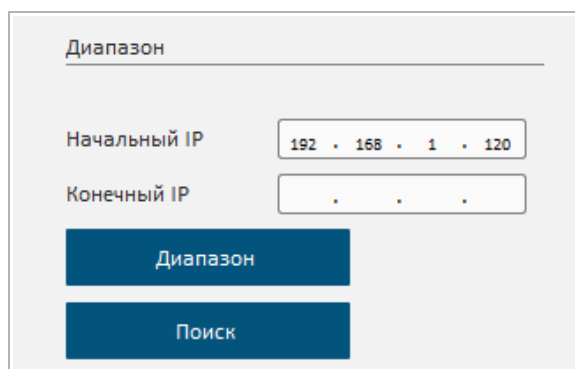 Диапазон
Начальный IP 192 . 168 . 1 . 120
Конечный IP . . .
Диапазон
Поиск